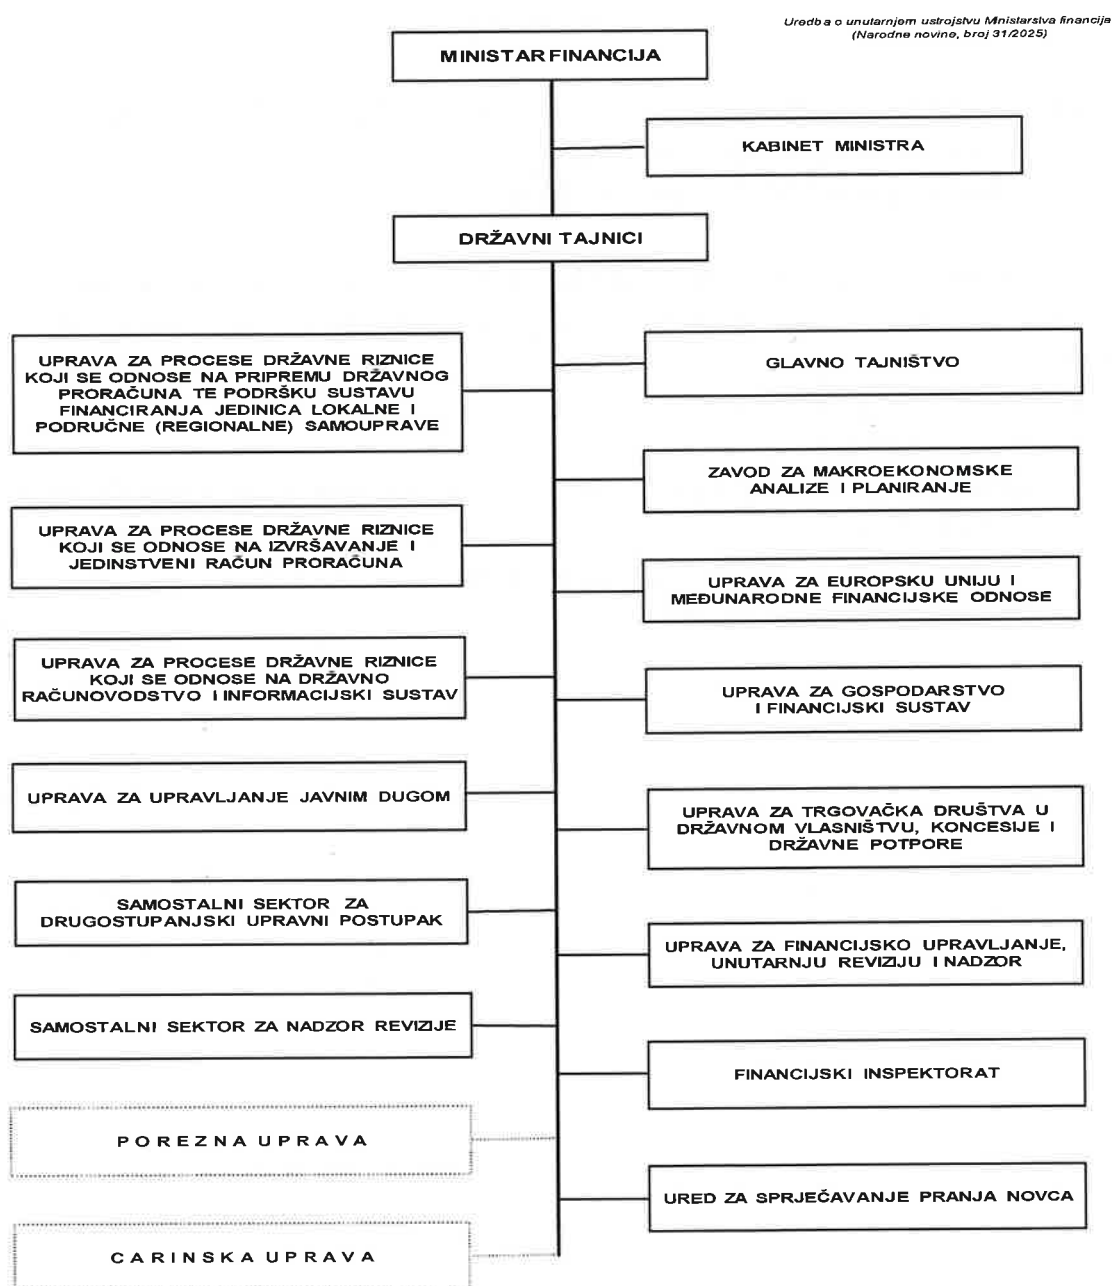 Uredba o unutarnjem ustrojstvu Ministarstva financija
(Narodne novine, broj 31/2025)
MINISTAR FINANCIJA
KABINET MINISTRA
DRŽAVNI TAJNICI
UPRAVA ZA PROCESE DRŽAVNE RIZNICE
KOJI SE ODNOSE NA PRIPREMU DRŽAVNOG
PRORAČUNA TE PODRŠKU SUSTAVU
FINANCIRANJA JEDINICA LOKALNE I
PODRUČNE (REGIONALNE) SAMOUPRAVE
GLAVNO TAJNIŠTVO
ZAVOD ZA MAKROEKONOMSKE
ANALIZE I PLANIRANJE
UPRAVA ZA PROCESE DRŽAVNE RIZNICE
KOJI SE ODNOSE NA IZVRŠAVANJE I
JEDINSTVENI RAČUN PRORAČUNA
UPRAVA ZA EUROPSKU UNIJU I
MEĐUNARODNE FINANCIJSKE ODNOSE
UPRAVA ZA PROCESE DRŽAVNE RIZNICE
KOJI SE ODNOSE NA DRŽAVNO
RAČUNOVODSTVO I INFORMACIJSKI SUSTAV
UPRAVA ZA GOSPODARSTVO
I FINANCIJSKI SUSTAV
UPRAVA ZA UPRAVLJANJE JAVNIM DUGOM
UPRAVA ZA TRGOVAČKA DRUŠTVA U
DRŽAVNOM VLASNIŠTVU, KONCESIJE I
DRŽAVNE POTPORE
SAMOSTALNI SEKTOR ZA
DRUGOSTUPANJSKI UPRAVNI POSTUPAK
UPRAVA ZA FINANCIJSKO UPRAVLJANJE,
UNUTARNJU REVIZIJU I NADZOR
SAMOSTALNI SEKTOR ZA NADZOR REVIZIJE
FINANCIJSKI INSPEKTORAT
POREZNA UPRAVA
URED ZA SPRJEČAVANJE PRANJA NOVCA
CARINSKA UPRAVA